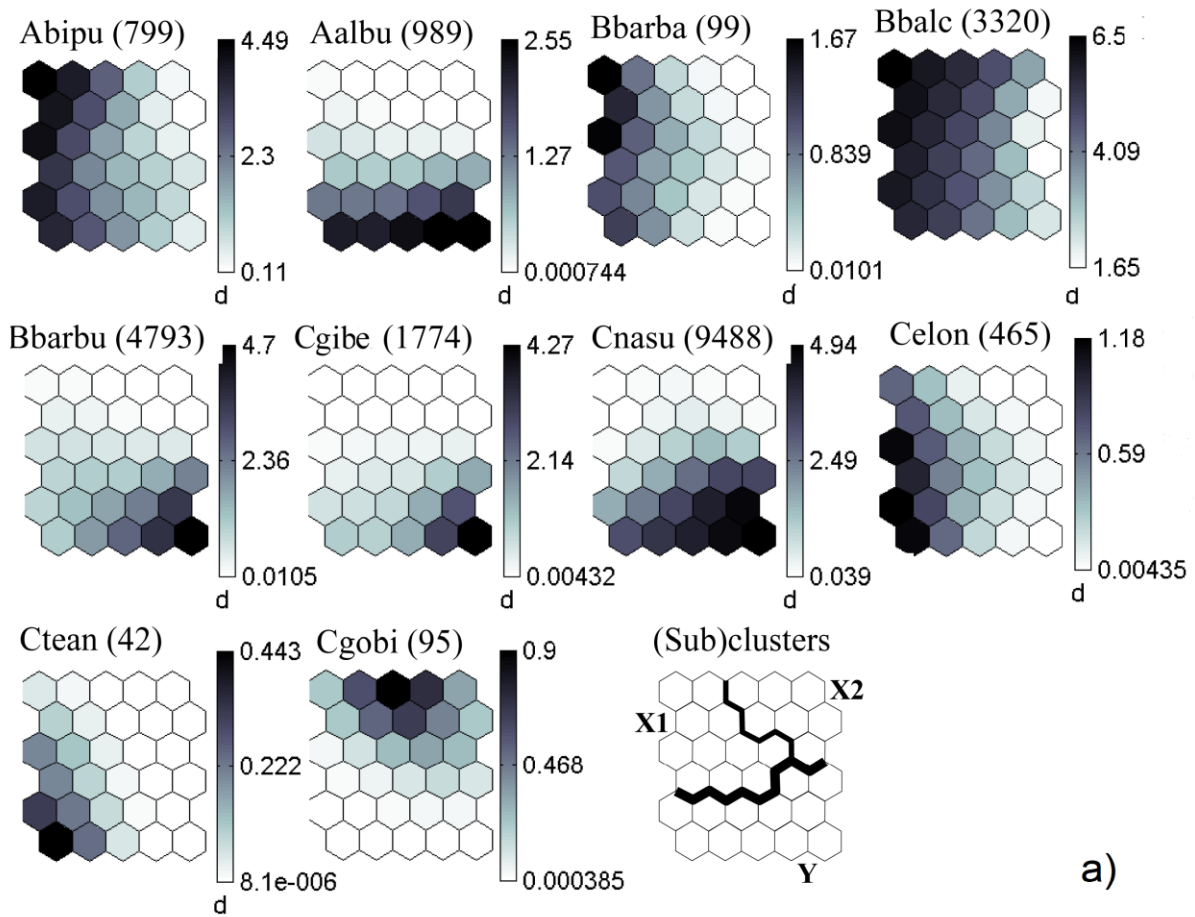 Abipu (799)
4.49
2.3
0.11
d
Aalbu (989)
2.55
1.27
0.000744
d
Bbarba (99)
1.67
0.839
0.0101
d
Bbalc (3320)
6.5
4.09
1.65
d
Bbarbu (4793)
4.7
2.36
0.0105
d
Cgibe (1774)
4.27
2.14
0.00432
d
Cnasu (9488)
4.94
2.49
0.039
d
Celon (465)
1.18
0.59
0.00435
d
Ctean (42)
0.443
0.222
8.1e-006
d
Cgobi (95)
0.9
0.468
0.000385
d
(Sub)clusters
X2
X1
Y
a)